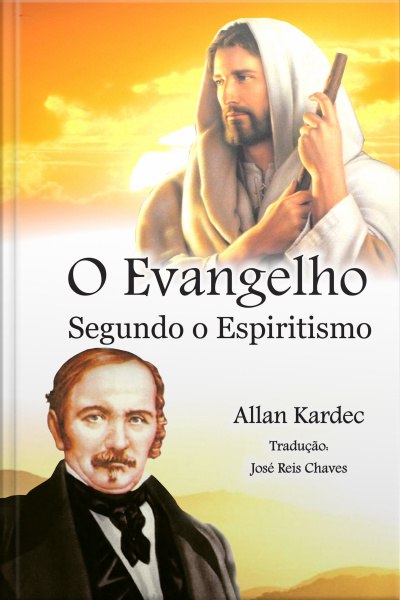 O Evangelho
Segundo o Espiritismo
Allan Kardec
Tradução:
José Reis Chaves